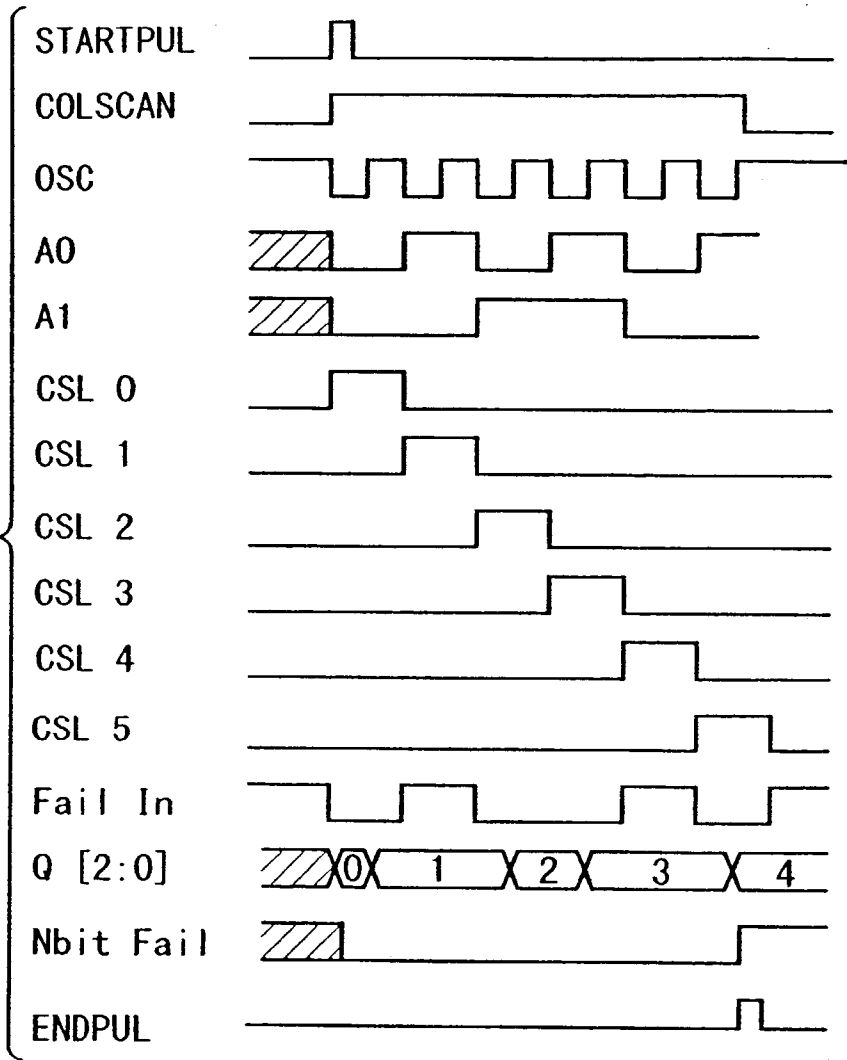 STARTPUL
COLSCAN
OSC
A0
A1
CSL 0
CSL 1
CSL 2
CSL 3
CSL 4
CSL 5
Fail In
Q [2:0] 0 1 2 3 4
Nbit Fail
ENDPUL